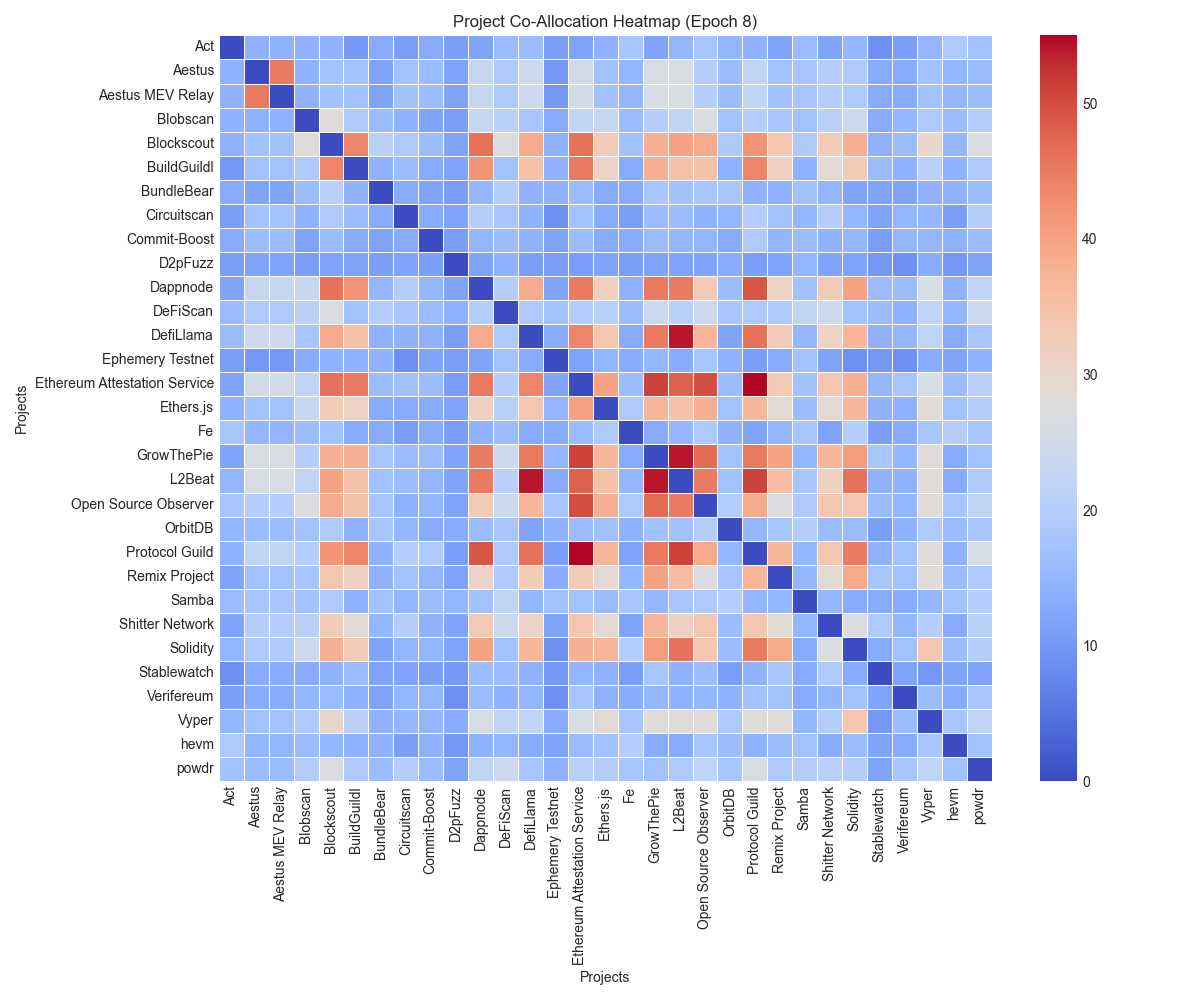 Project Co-Allocation Heatmap (Epoch 8)
Act
Aestus
Aestus MEV Relay
Blobscan
Blockscout
BuildGuildl
BundleBear
Circuitscan
Commit-Boost
D2pFuzz
Dappnode
DeFiScan
DefiLlama
Ephemery Testnet
Ethereum Attestation Service
Ethers.js
Fe
GrowThePie
L2Beat
Open Source Observer
OrbitDB
Protocol Guild
Remix Project
Samba
Shitter Network
Solidity
Stablewatch
Verifereum
Vyper
hevm
powdr
Projects
Act
Aestus
Aestus MEV Relay
Blobscan
Blockscout
BuildGuildl
BundleBear
Circuitscan
Commit-Boost
D2pFuzz
Dappnode
DeFiScan
DefiLlama
Ephemery Testnet
Ethereum Attestation Service
Ethers.js
Fe
GrowThePie
L2Beat
Open Source Observer
OrbitDB
Protocol Guild
Remix Project
Samba
Shitter Network
Solidity
Stablewatch
Verifereum
Vyper
hevm
powdr
Projects
50
40
30
20
10
0